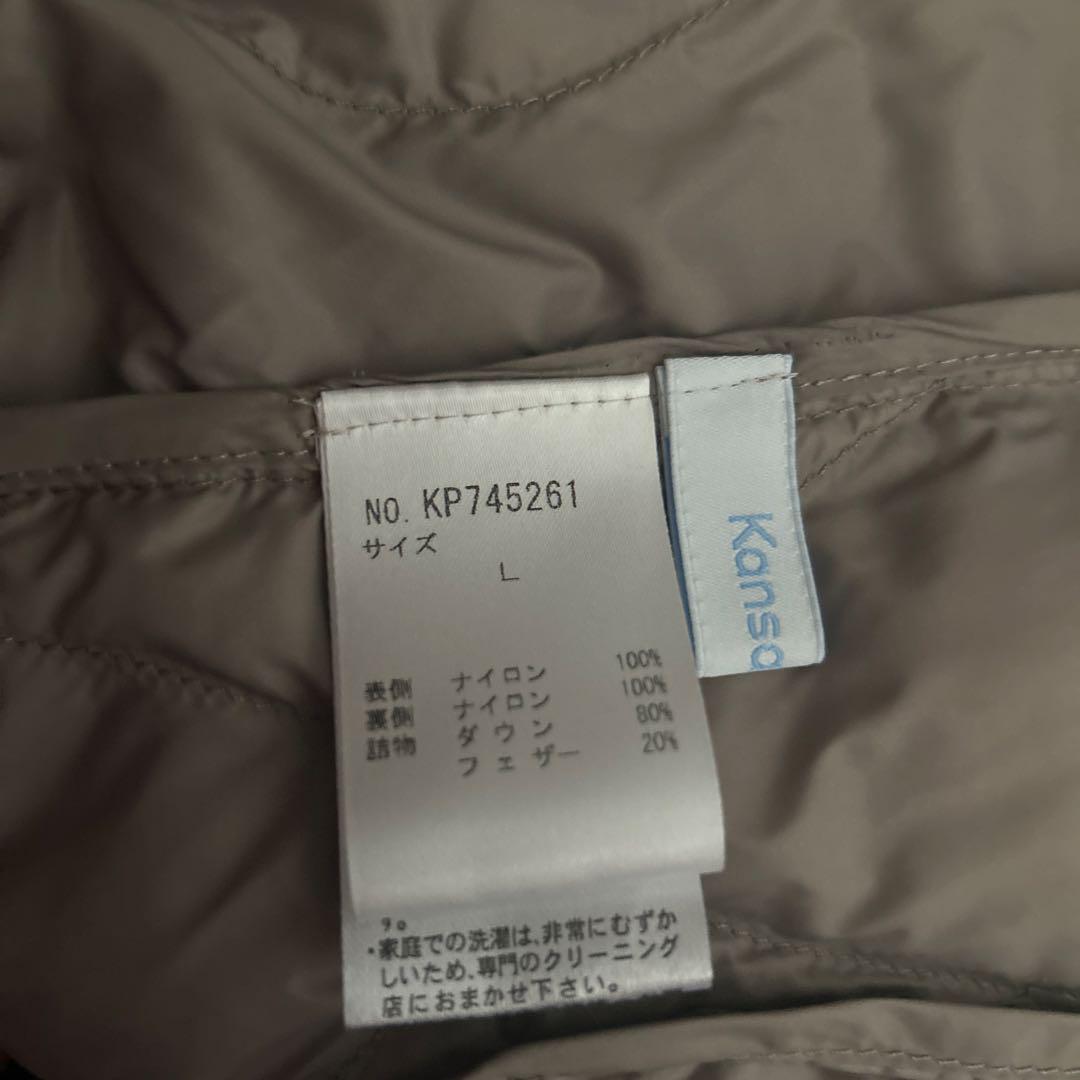 NO. KP745261
サイズ
L
表側 ナイロン 100%
裏側 ナイロン 100%
詰物 ダウン 80%
フェザー 20%
す。
・家庭での洗濯は、非常にむずか
しいため、専門のクリーニング
店におまかせ下さい。
Kansa